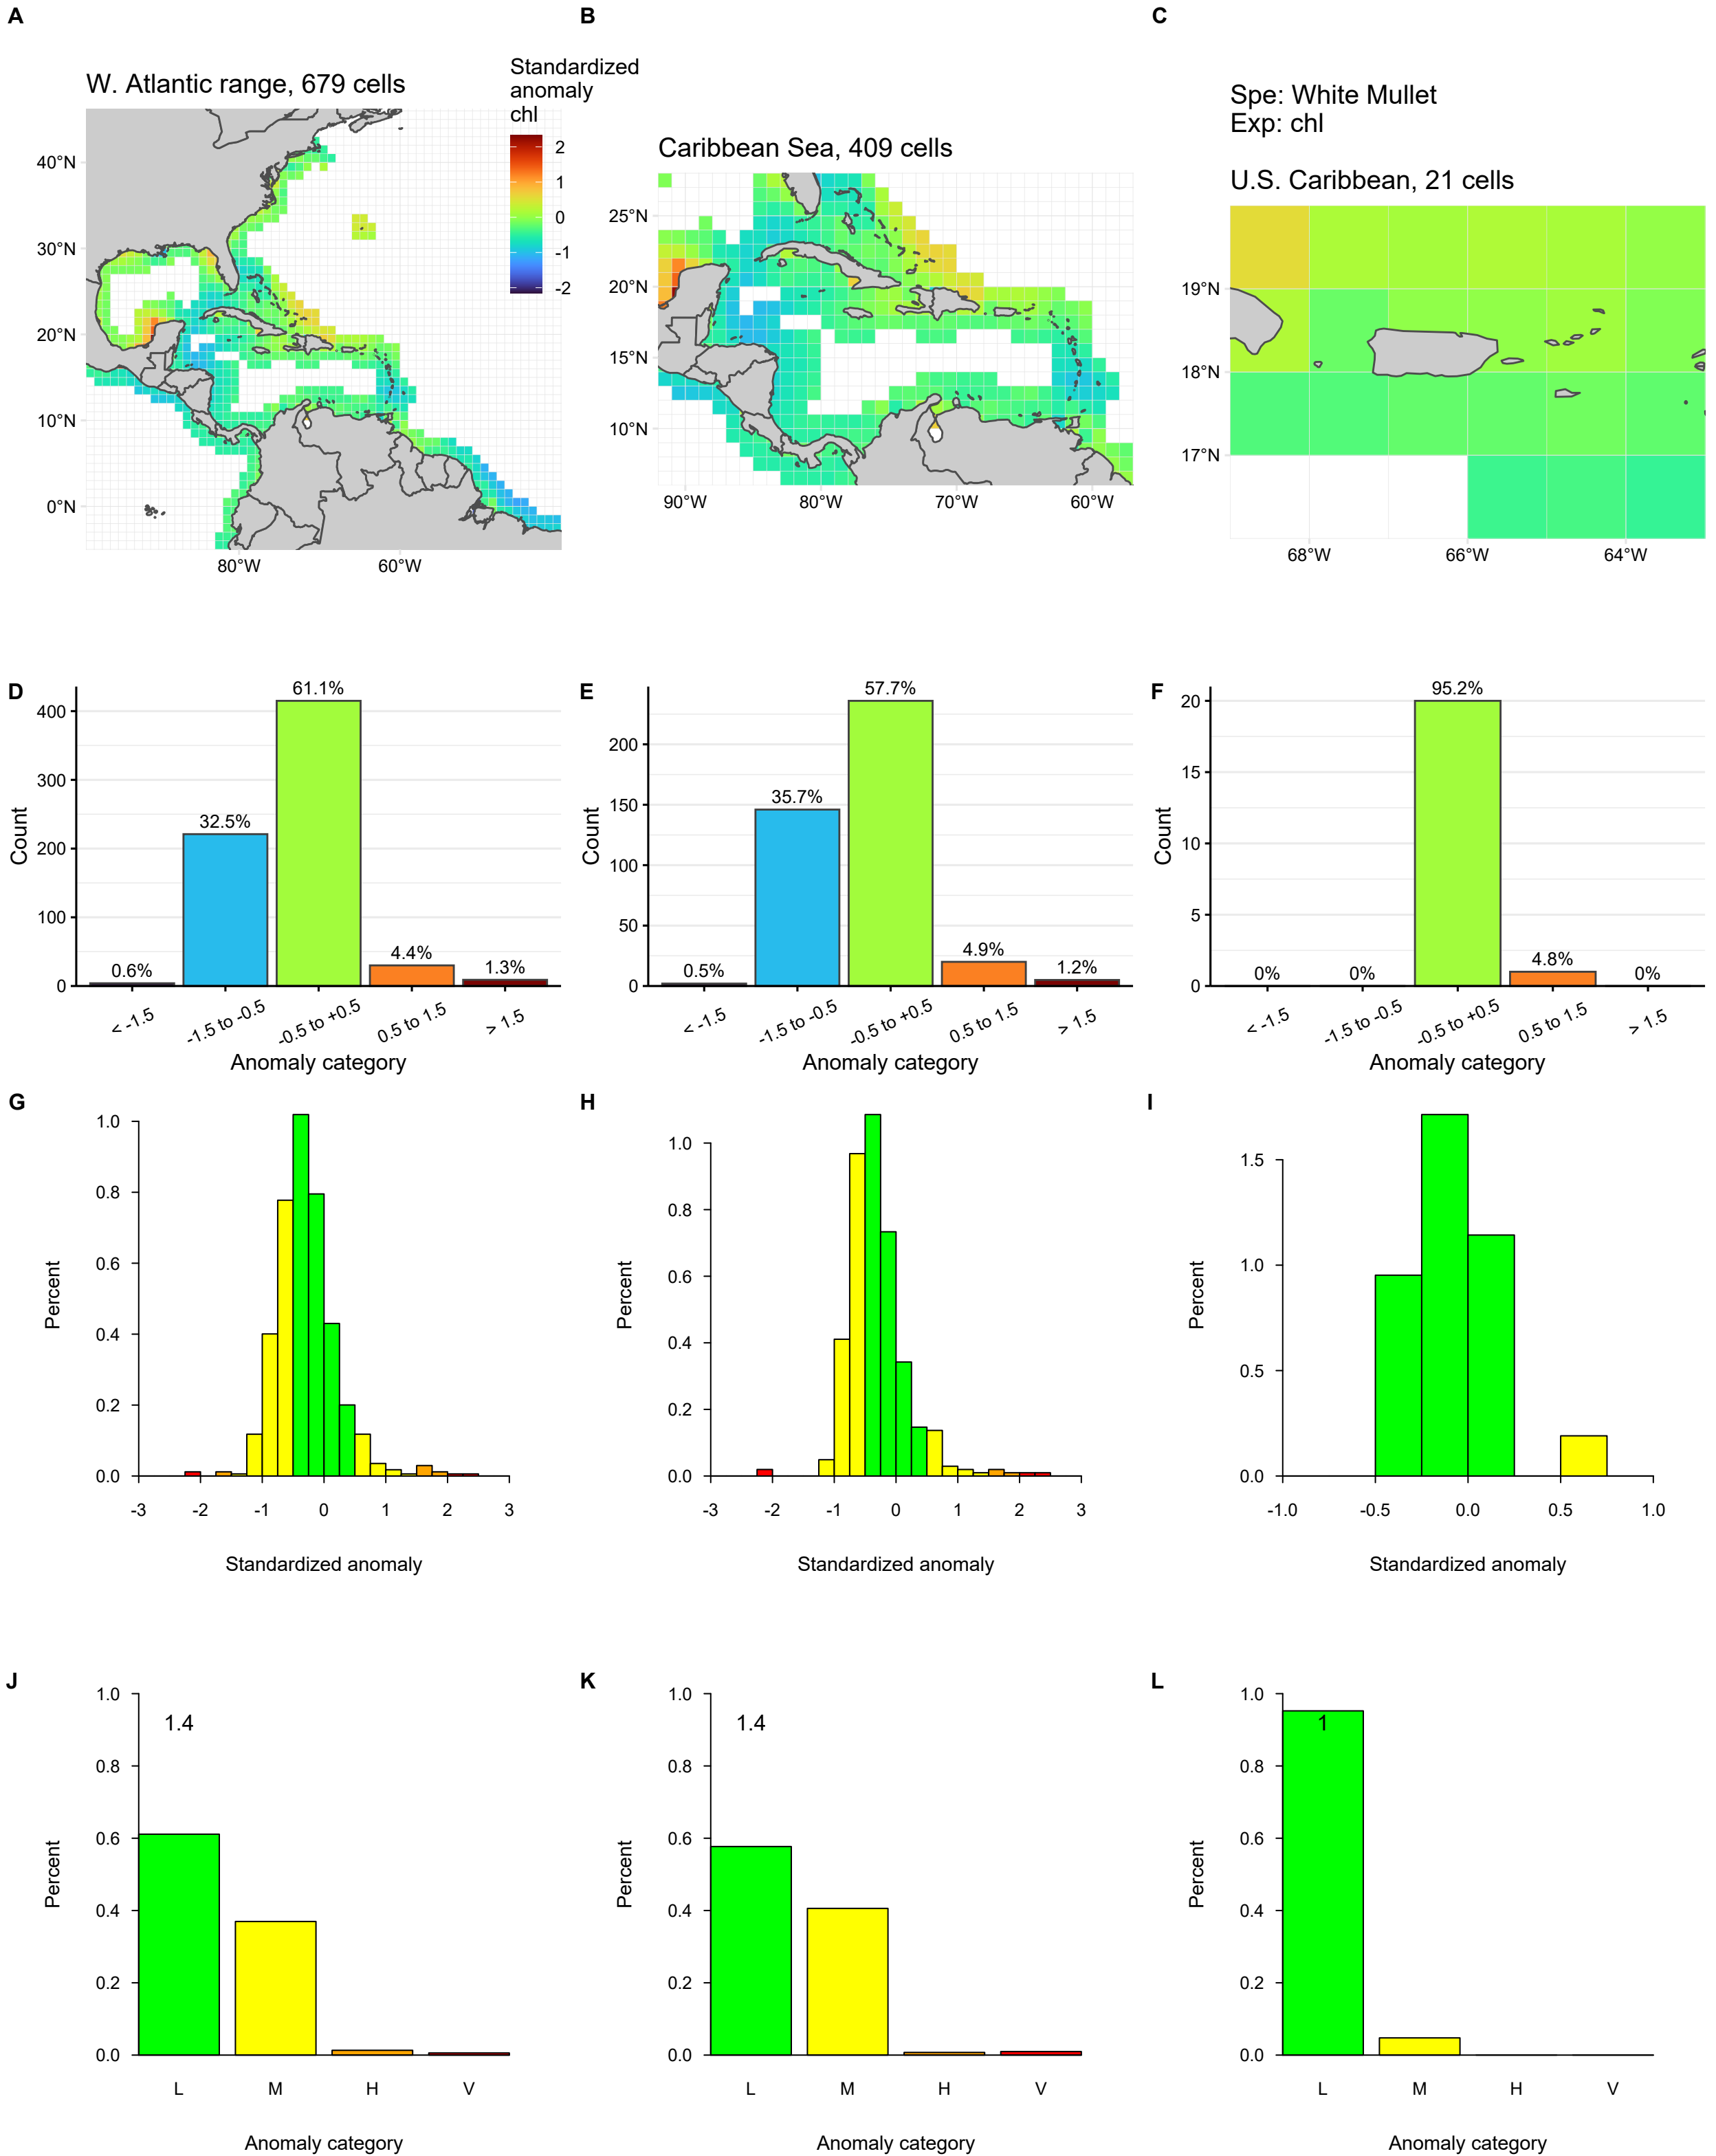 A
B
C
W. Atlantic range, 679 cells
Standardized
anomaly
chl
2
1
0
-1
-2
40°N
30°N
20°N
10°N
0°N
80°W
60°W
Caribbean Sea, 409 cells
25°N
20°N
15°N
10°N
90°W
80°W
70°W
60°W
Spe: White Mullet
Exp: chl
U.S. Caribbean, 21 cells
19°N
18°N
17°N
68°W
66°W
64°W
D
Count
400
300
200
100
0
0.6%
32.5%
61.1%
4.4%
1.3%
< -1.5
-1.5 to -0.5
-0.5 to +0.5
0.5 to 1.5
> 1.5
Anomaly category
E
Count
200
150
100
50
0
0.5%
35.7%
57.7%
4.9%
1.2%
< -1.5
-1.5 to -0.5
-0.5 to +0.5
0.5 to 1.5
> 1.5
Anomaly category
F
Count
20
15
10
5
0
0%
0%
95.2%
4.8%
0%
< -1.5
-1.5 to -0.5
-0.5 to +0.5
0.5 to 1.5
> 1.5
Anomaly category
G
Percent
1.0
0.8
0.6
0.4
0.2
0.0
-3
-2
-1
0
1
2
3
Standardized anomaly
H
Percent
1.0
0.8
0.6
0.4
0.2
0.0
-3
-2
-1
0
1
2
3
Standardized anomaly
I
Percent
1.5
1.0
0.5
0.0
-1.0
-0.5
0.0
0.5
1.0
Standardized anomaly
J
Percent
1.0
0.8
0.6
0.4
0.2
0.0
1.4
L
M
H
V
Anomaly category
K
Percent
1.0
0.8
0.6
0.4
0.2
0.0
1.4
L
M
H
V
Anomaly category
L
Percent
1.0
0.8
0.6
0.4
0.2
0.0
1
L
M
H
V
Anomaly category